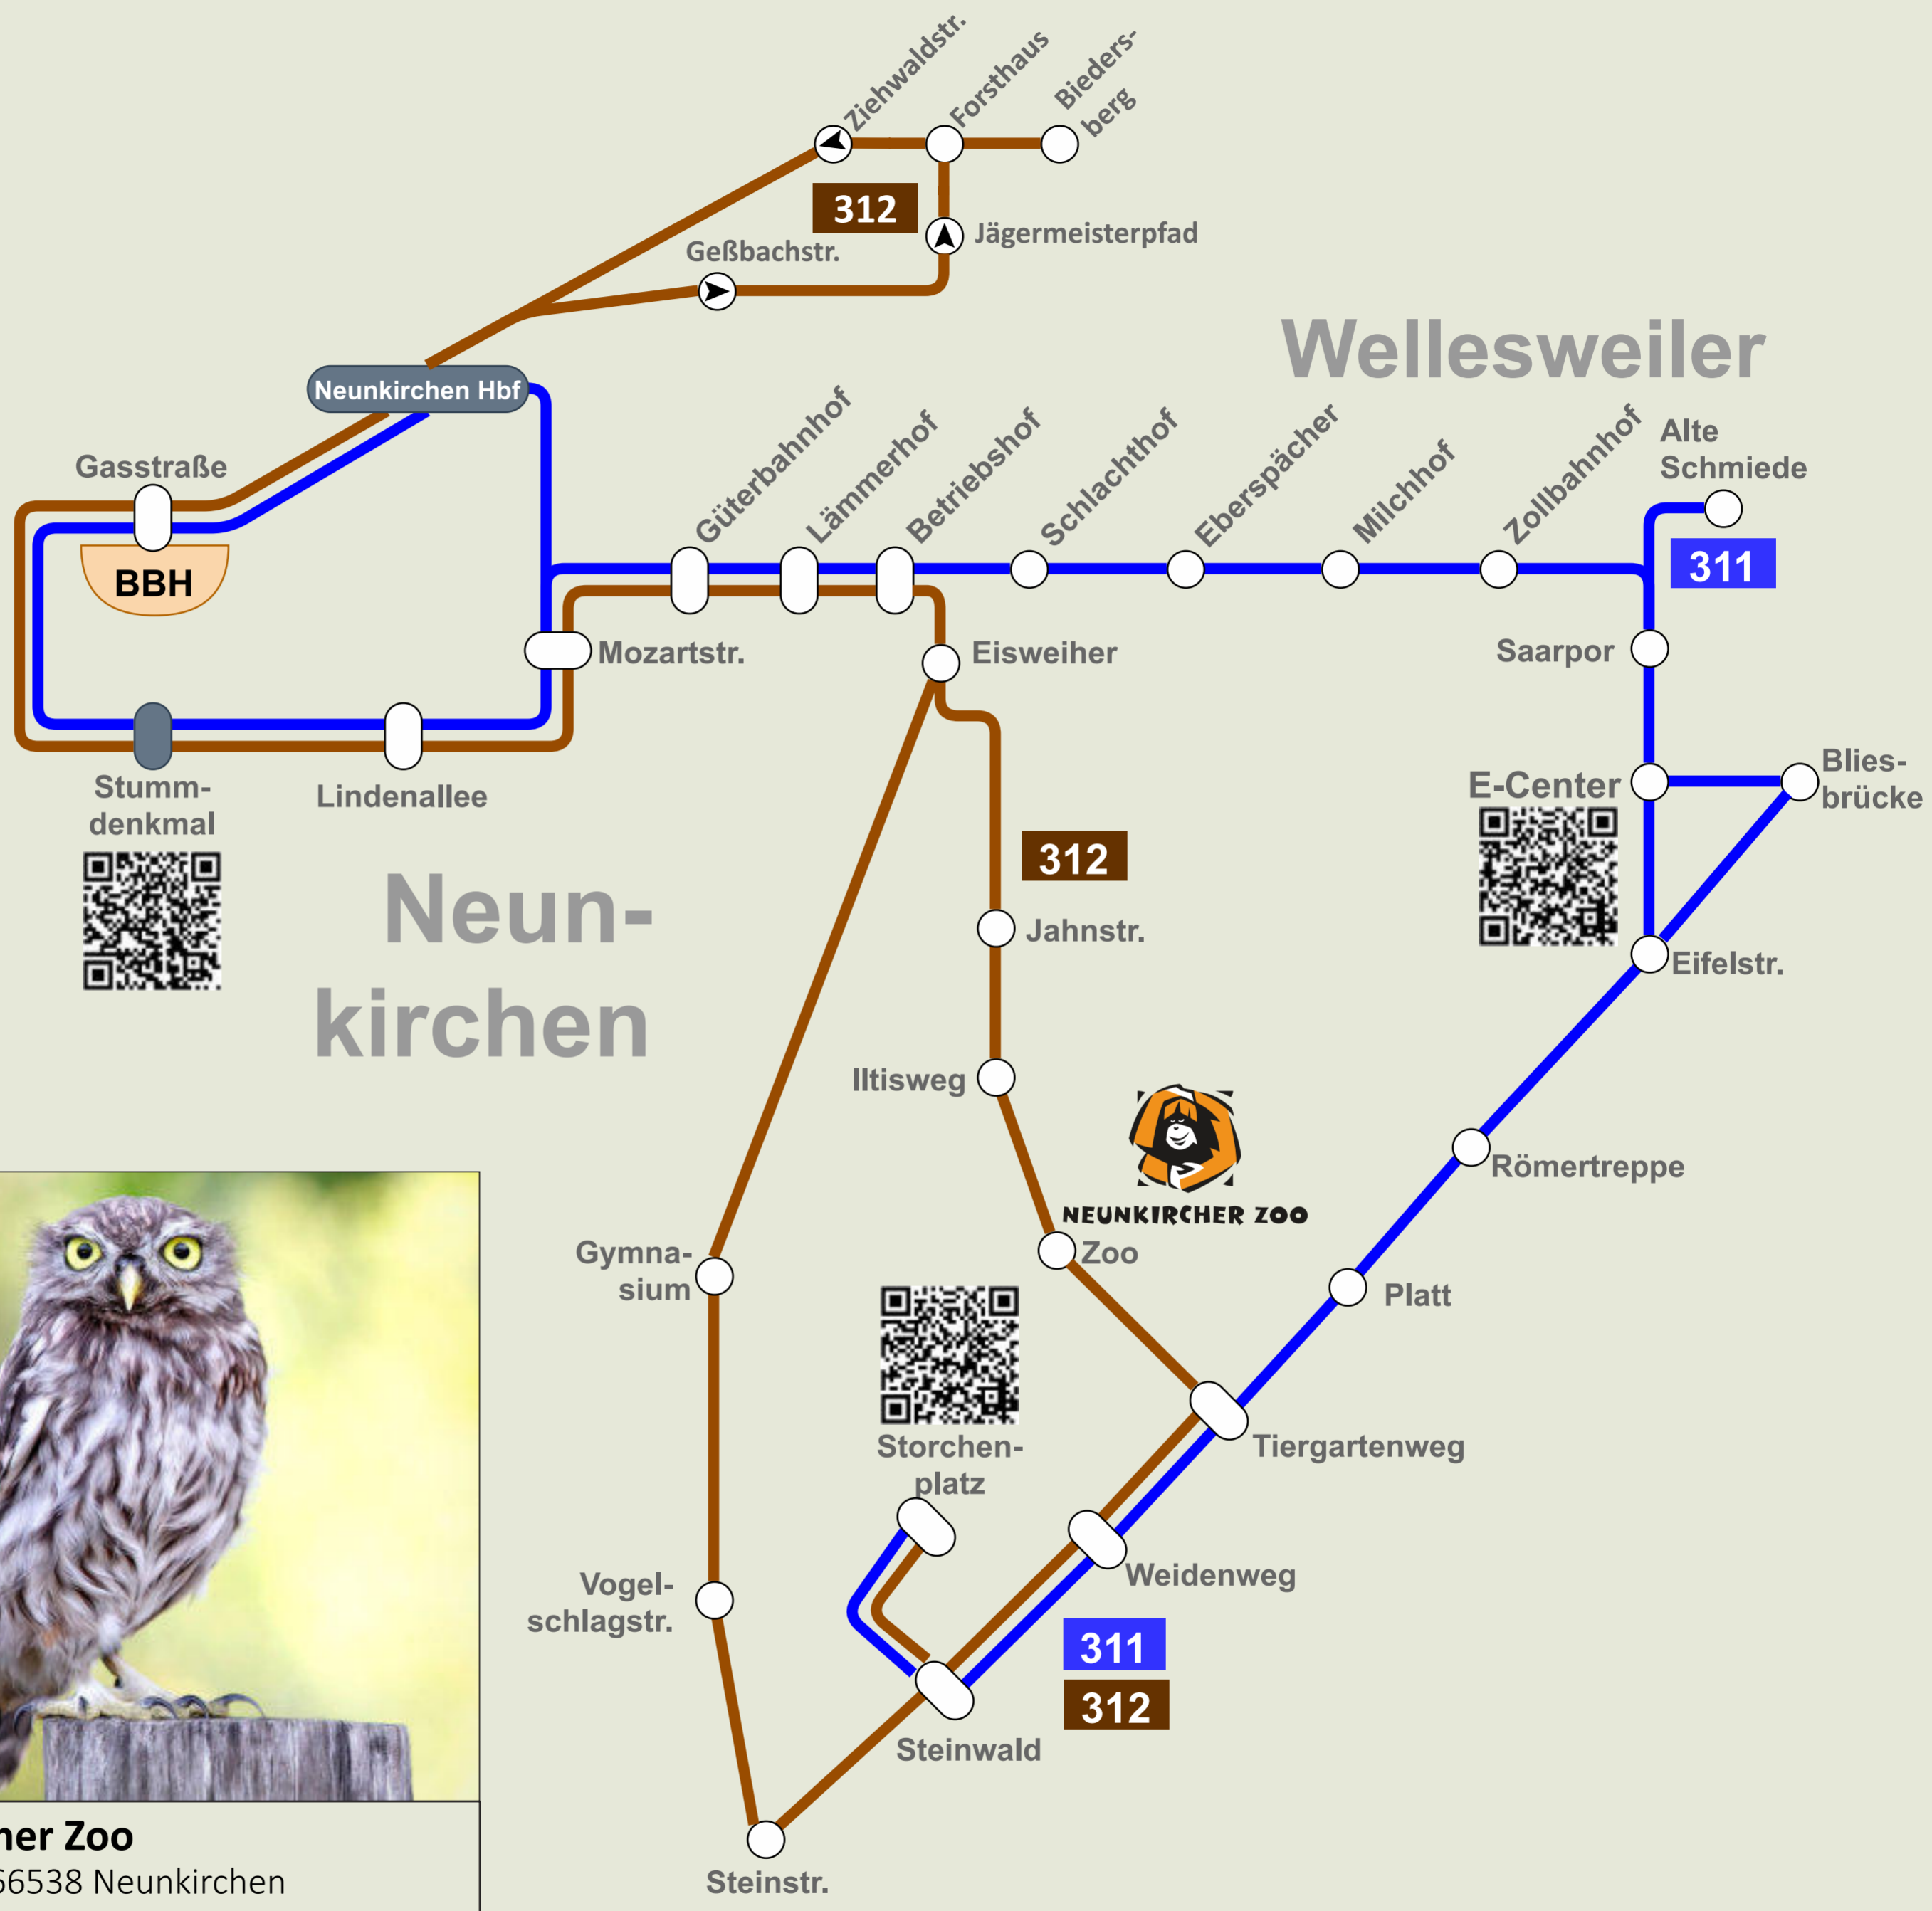 Ziehwaldstr.
Forsthaus
Bieders-
berg
312
Jägermeisterpfad
Geßbachstr.
Wellesweiler
Neunkirchen Hbf
Gasstraße
BBH
Güterbahnhof
Lämmerhof
Betriebshof
Schlachthof
Eberspächer
Milchhof
Zollbahnhof
Alte
Schmiede
311
Mozartstr.
Eisweiher
Saarpor
Stumm-
denkmal
Lindenallee
E-Center
Blies-
brücke
312
Neun-
kirchen
Jahnstr.
Eifelstr.
Iltisweg
Römertreppe
NEUNKIRCHER ZOO
Zoo
Gymna-
sium
Platt
Storchen-
platz
Tiergartenweg
Weidenweg
Vogel-
schlagstr.
311
312
Steinwald
Steinstr.
her Zoo
66538 Neunkirchen